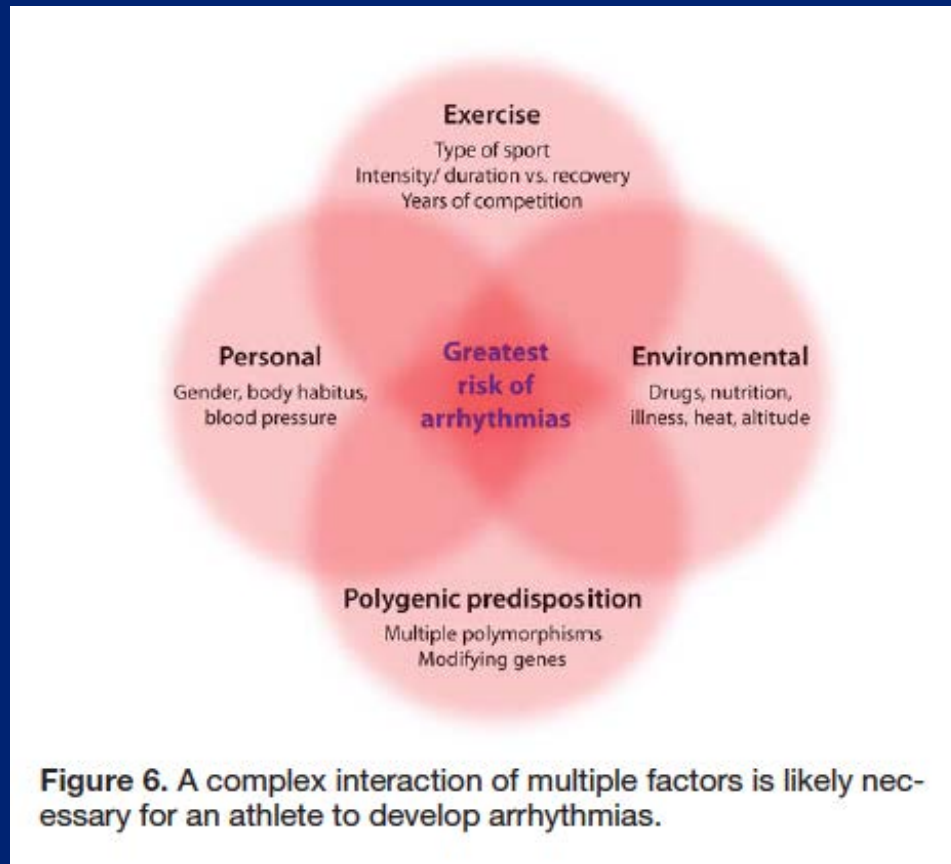 Exercise
Type of sport
Intensity/ duration vs. recovery
Years of competition
Personal
Gender, body habitus,
blood pressure
Greatest
risk of
arrhythmias
Environmental
Drugs, nutrition,
illness, heat, altitude
Polygenic predisposition
Multiple polymorphisms
Modifying genes
Figure 6. A complex interaction of multiple factors is likely nec-
essary for an athlete to develop arrhythmias.